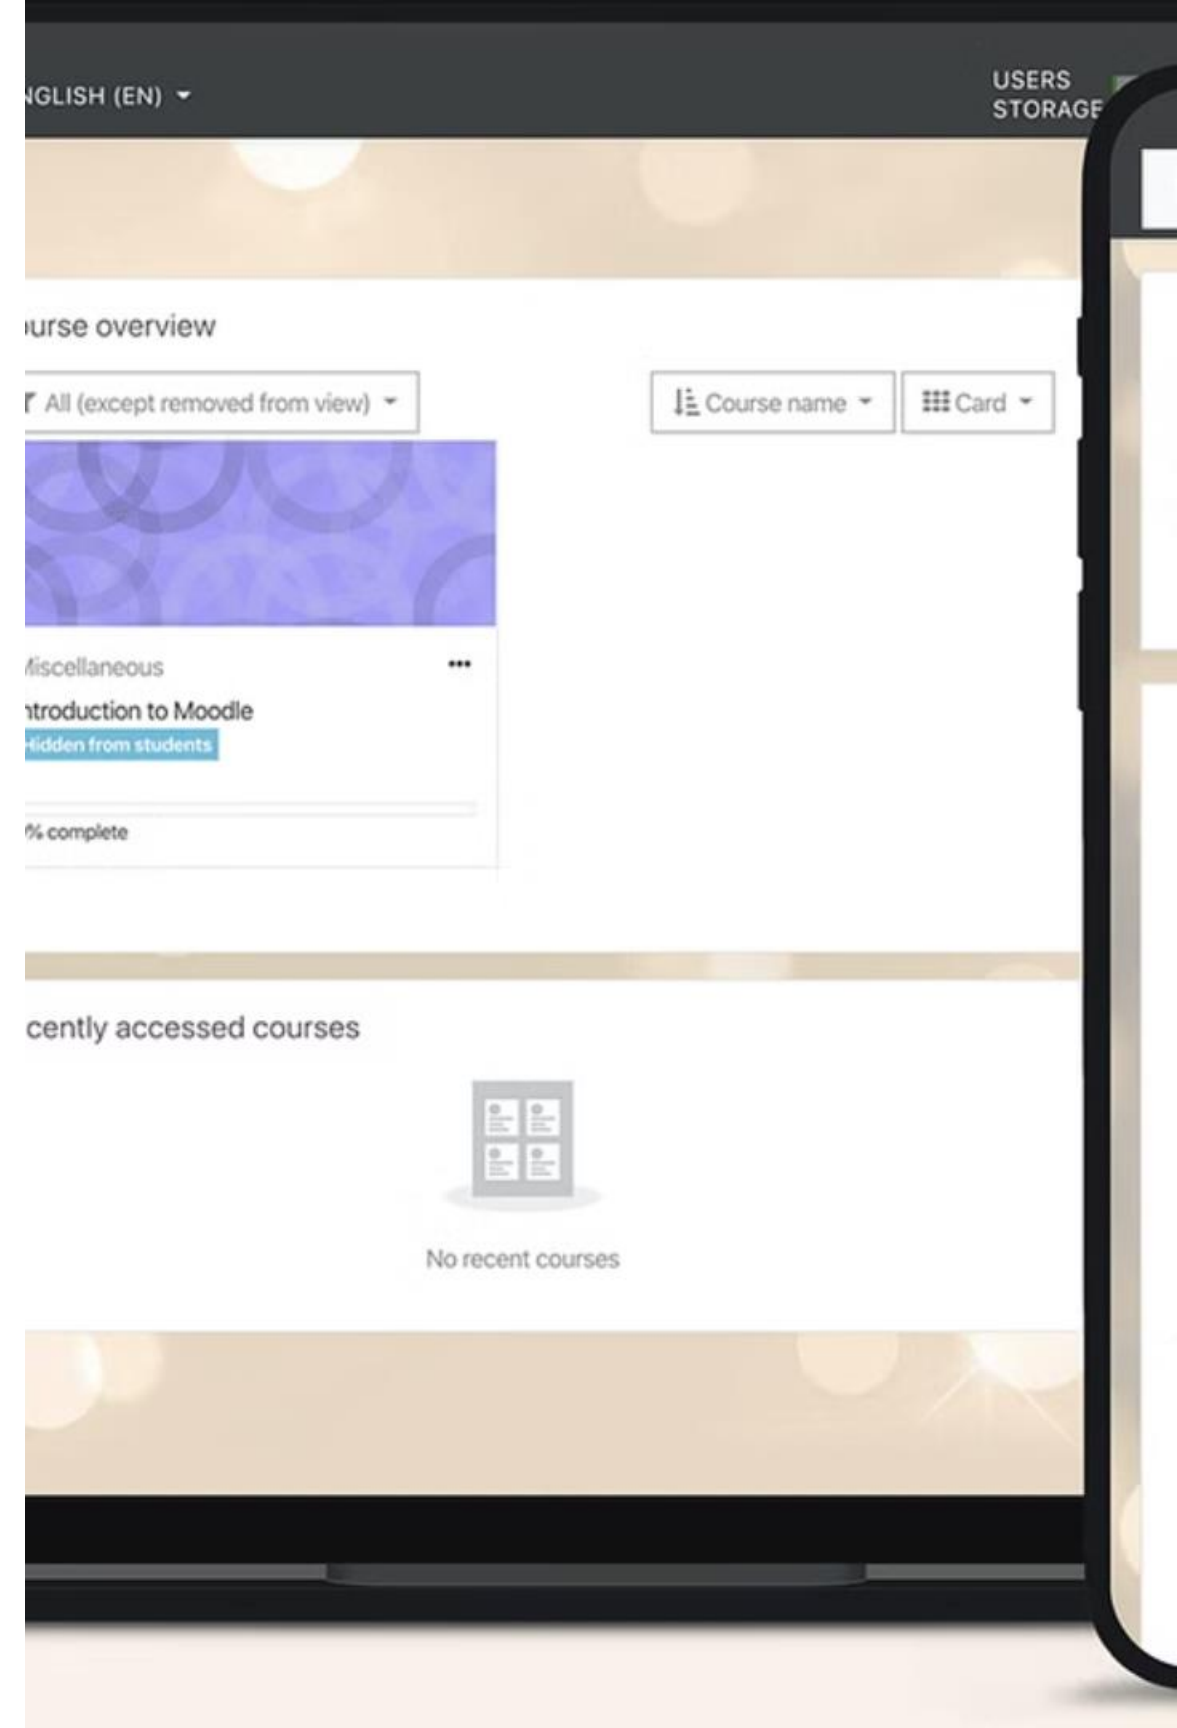 NGLISH (EN)
USERS
STORAGE
urse overview
All (except removed from view)
Course name
Card
Miscellaneous
ntroduction to Moodle
Hidden from students
% complete
cently accessed courses
No recent courses